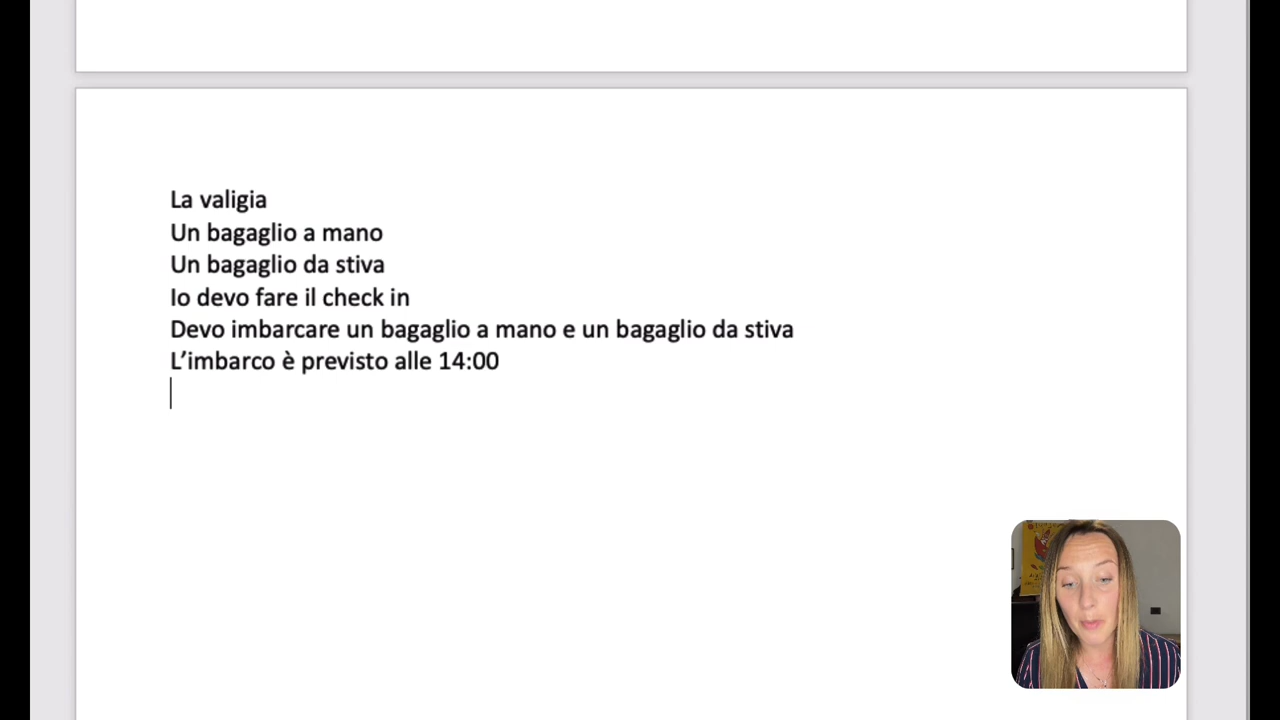 La valigia
Un bagaglio a mano
Un bagaglio da stiva
Io devo fare il check in
Devo imbarcare un bagaglio a mano e un bagaglio da stiva
L’imbarco è previsto alle 14:00